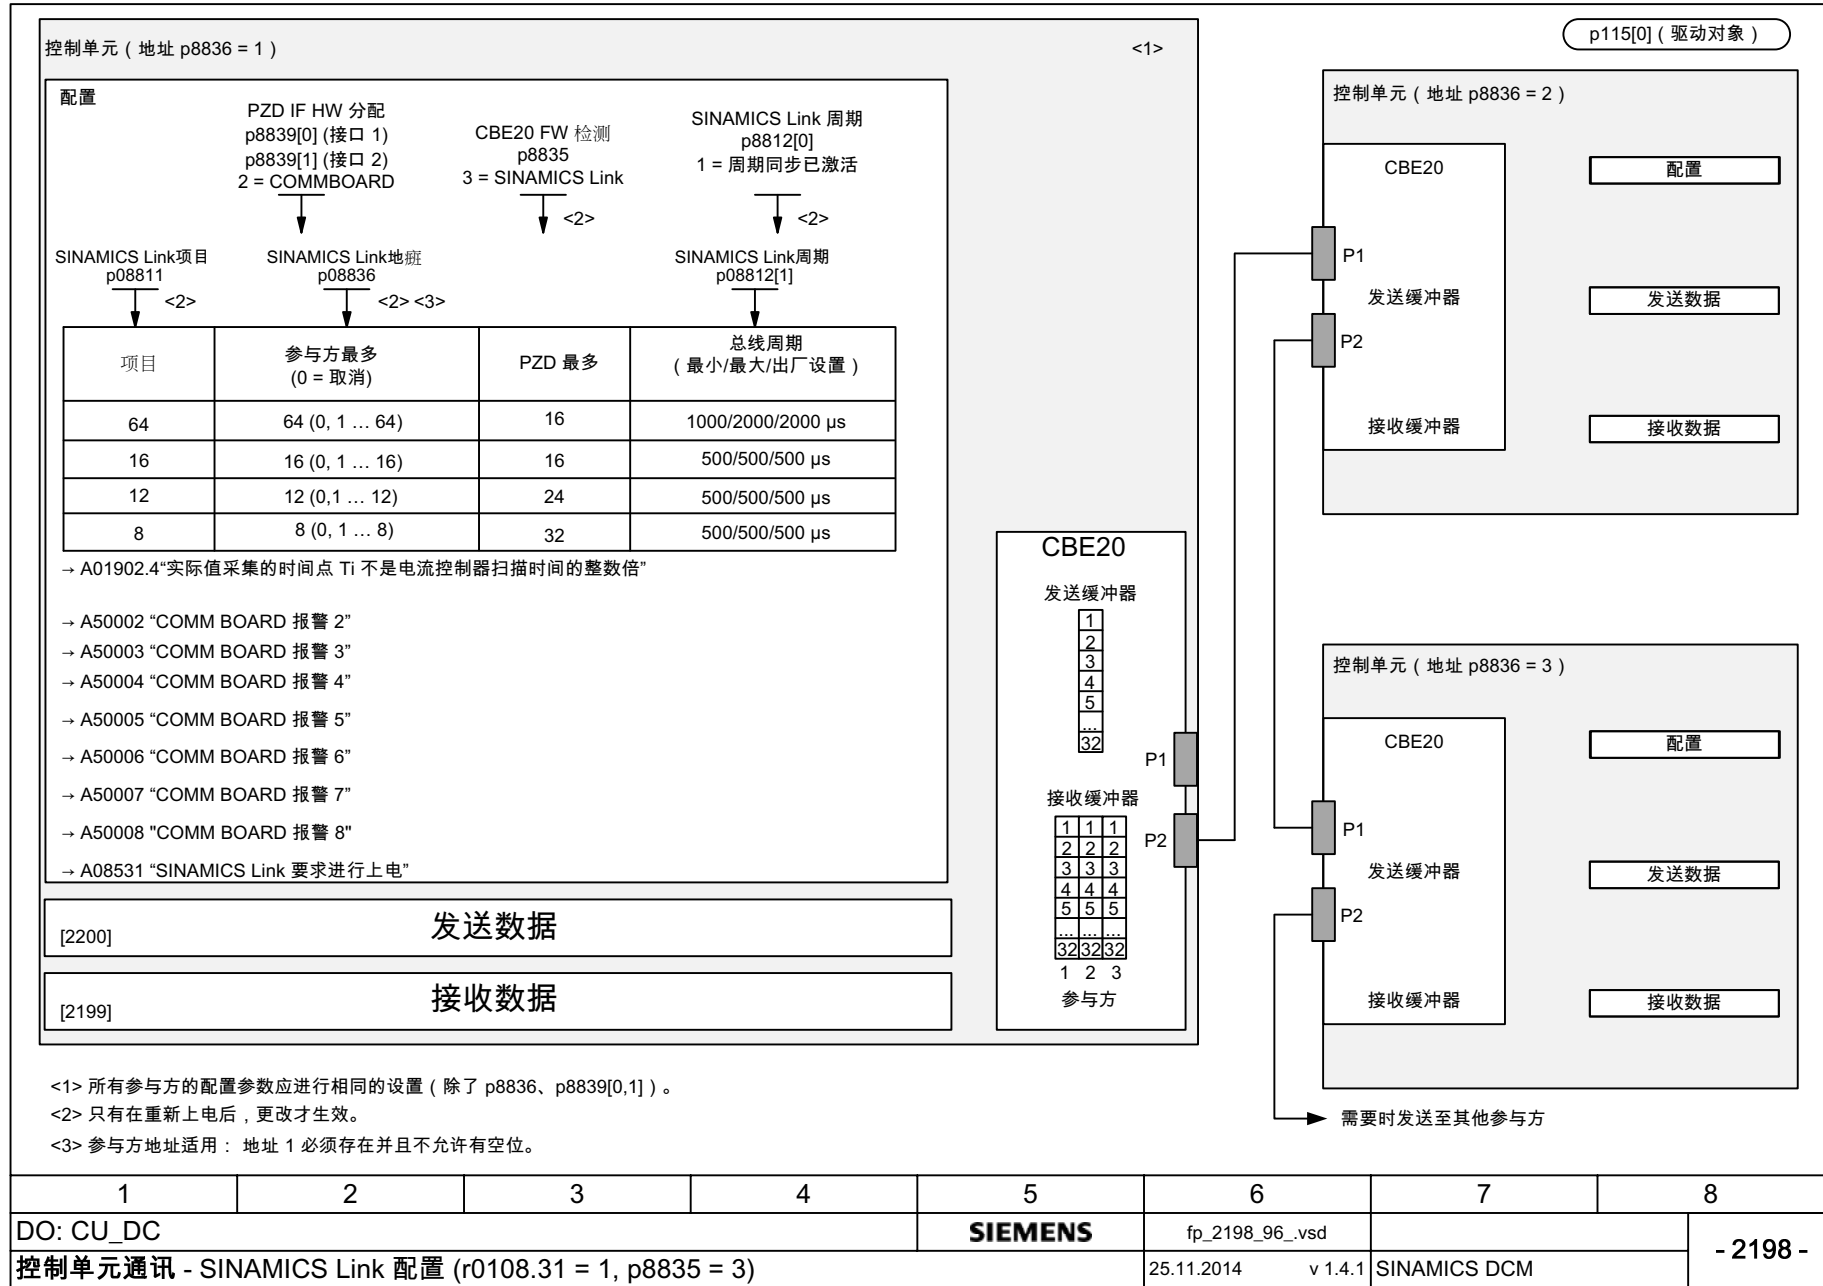 控制单元（地址 p8836 = 1）
<1>
配置
PZD IF HW 分配
p8839[0] (接口 1)
p8839[1] (接口 2)
2 = COMMBOARD
CBE20 FW 检测
p8835
3 = SINAMICS Link
SINAMICS Link 周期
p8812[0]
1 = 周期同步已激活
<2>
<2>
SINAMICS Link项目
p08811
<2>
SINAMICS Link地瘂
p08836
<2> <3>
SINAMICS Link周期
p08812[1]
项目
参与方最多
(0 = 取消)
PZD 最多
总线周期
（最小/最大/出厂设置）
64 64 (0, 1 … 64) 16 1000/2000/2000 µs
16 16 (0, 1 … 16) 16 500/500/500 µs
12 12 (0,1 … 12) 24 500/500/500 µs
8 8 (0, 1 … 8) 32 500/500/500 µs
→ A01902.4“实际值采集的时间点 Ti 不是电流控制器扫描时间的整数倍”
→ A50002 “COMM BOARD 报警 2”
→ A50003 “COMM BOARD 报警 3”
→ A50004 “COMM BOARD 报警 4”
→ A50005 “COMM BOARD 报警 5”
→ A50006 “COMM BOARD 报警 6”
→ A50007 “COMM BOARD 报警 7”
→ A50008 "COMM BOARD 报警 8"
→ A08531 “SINAMICS Link 要求进行上电”
[2200] 发送数据
[2199] 接收数据
CBE20
发送缓冲器
1
2
3
4
5
...
32
P1
接收缓冲器
1 1 1
2 2 2
3 3 3
4 4 4
5 5 5
... ... ...
32 32 32
1 2 3
参与方
P2
p115[0]（驱动对象）
控制单元（地址 p8836 = 2）
CBE20
配置
P1
发送缓冲器
发送数据
P2
接收缓冲器
接收数据
控制单元（地址 p8836 = 3）
CBE20
配置
P1
发送缓冲器
发送数据
P2
接收缓冲器
接收数据
需要时发送至其他参与方
<1> 所有参与方的配置参数应进行相同的设置（除了 p8836、p8839[0,1]）。
<2> 只有在重新上电后，更改才生效。
<3> 参与方地址适用： 地址 1 必须存在并且不允许有空位。
1 2 3 4 5 6 7 8
DO: CU_DC SIEMENS fp_2198_96_.vsd
控制单元通讯 - SINAMICS Link 配置 (r0108.31 = 1, p8835 = 3) 25.11.2014 v 1.4.1 SINAMICS DCM
- 2198 -